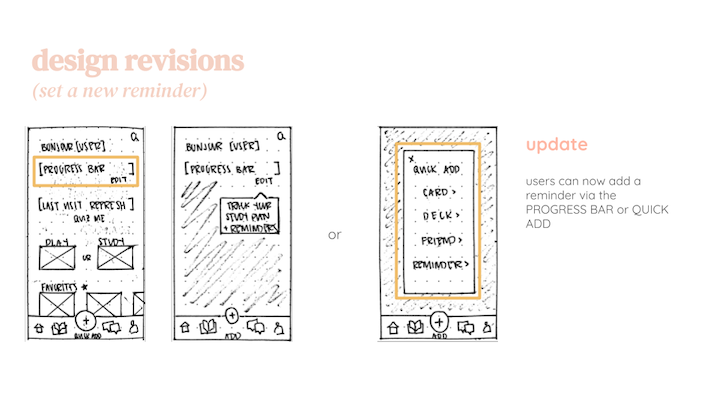 design revisions
(set a new reminder)
BONJOUR [USER]
[PROGRESS BAR ]
EDIT
[LAST VISIT REFRESH]
QUIZ ME
PLAY
OR
STUDY
FAVORITES ★
QUICK ADD
BONJOUR [USER]
[PROGRESS BAR ]
EDIT
TRACK YOUR
STUDY PLAN
+ REMINDERS
ADD
or
x
QUICK ADD
CARD >
DECK >
FRIEND >
REMINDER >
ADD
update
users can now add a
reminder via the
PROGRESS BAR or QUICK
ADD